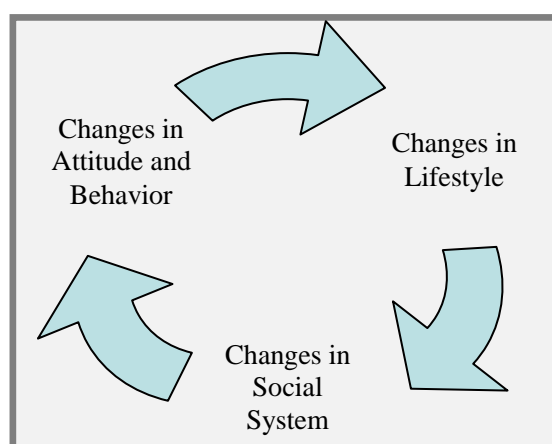 Changes in
Attitude and
Behavior
Changes in
Lifestyle
Changes in
Social
System